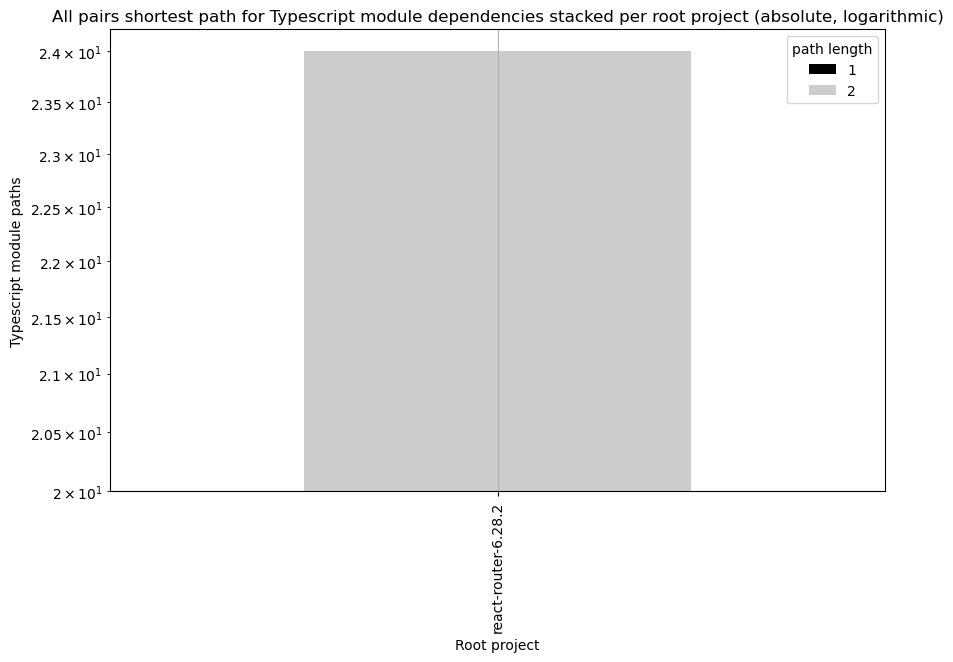 All pairs shortest path for Typescript module dependencies stacked per root project (absolute, logarithmic)
path length
1
2
2.4 × 10¹
2.35 × 10¹
2.3 × 10¹
2.25 × 10¹
2.2 × 10¹
2.15 × 10¹
2.1 × 10¹
2.05 × 10¹
2 × 10¹
Typescript module paths
react-router-6.28.2
Root project